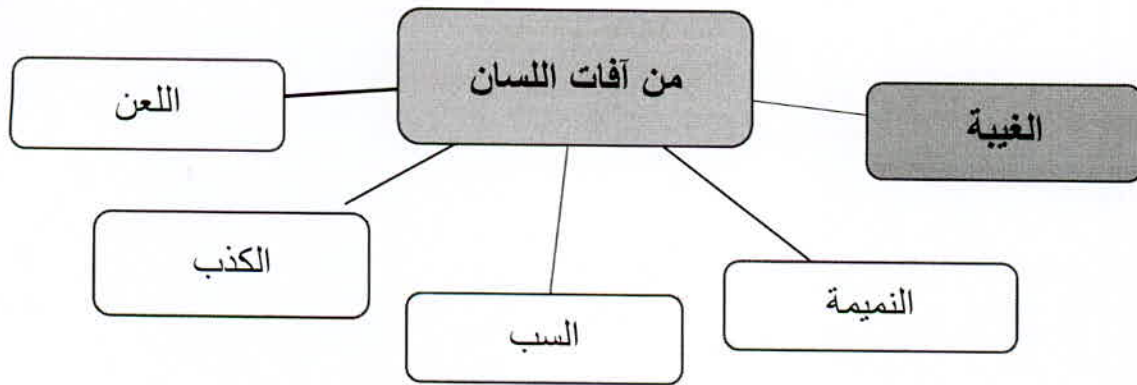 من آفات اللسان
الغيبة
النميمة
السب
الكذب
اللعن